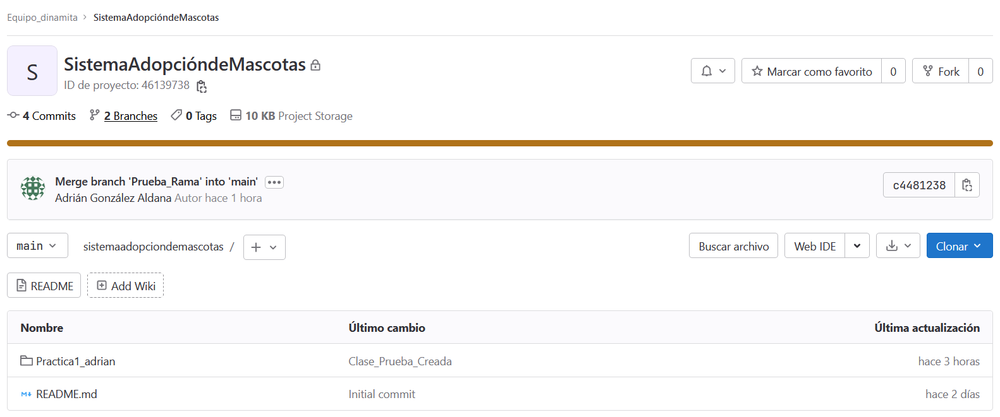 Equipo_dinamita > SistemaAdopcióndeMascotas
S
SistemaAdopcióndeMascotas
ID de proyecto: 46139738
Marcar como favorito 0
Fork 0
4 Commits 2 Branches 0 Tags 10 KB Project Storage
Merge branch 'Prueba_Rama' into 'main' •••
Adrián González Aldana Autor hace 1 hora
c4481238
main
sistemaadopciondemascotas / +
Buscar archivo
Web IDE
Clonar
README
Add Wiki
Nombre Último cambio Última actualización
Practica1_adrian Clase_Prueba_Creada hace 3 horas
README.md Initial commit hace 2 días